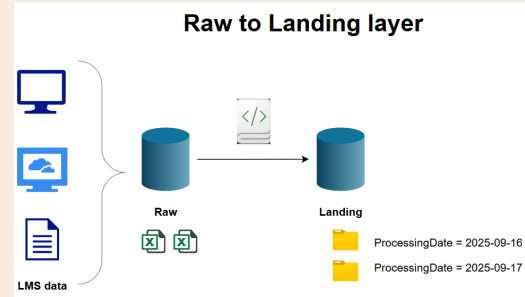 Raw to Landing layer
</>
Raw
Landing
X
X
ProcessingDate = 2025-09-16
ProcessingDate = 2025-09-17
LMS data